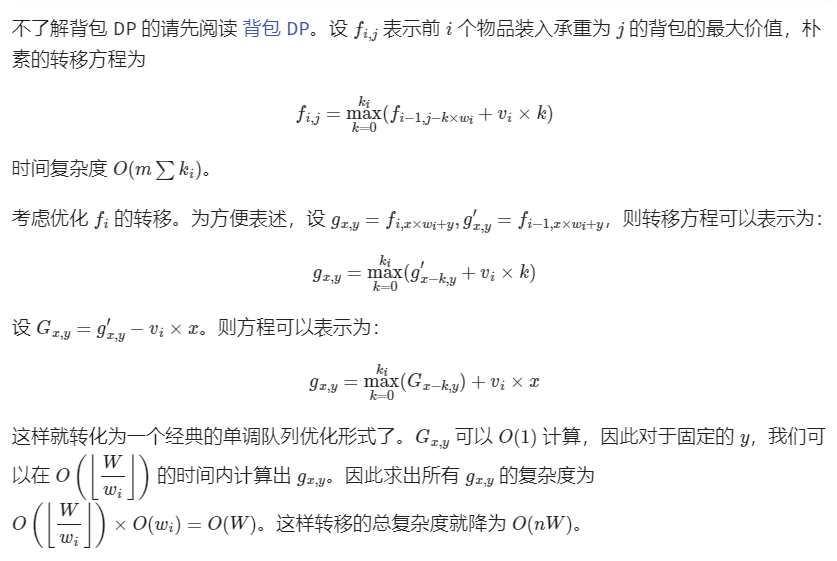 不了解背包 DP 的请先阅读 背包 DP。设 $f_{i,j}$ 表示前 $i$ 个物品装入承重为 $j$ 的背包的最大价值，朴
素的转移方程为
$$f_{i,j} = \max_{k=0}^{k_i}(f_{i-1,j-k\times w_i} + v_i \times k)$$
时间复杂度 $O(m \sum k_i)$。
考虑优化 $f_i$ 的转移。为方便表述，设 $g_{x,y} = f_{i,x\times w_i+y}, g'_{x,y} = f_{i-1,x\times w_i+y}$，则转移方程可以表示为：
$$g_{x,y} = \max_{k=0}^{k_i}(g'_{x-k,y} + v_i \times k)$$
设 $G_{x,y} = g'_{x,y} - v_i \times x$。则方程可以表示为：
$$g_{x,y} = \max_{k=0}^{k_i}(G_{x-k,y}) + v_i \times x$$
这样就转化为一个经典的单调队列优化形式了。$G_{x,y}$ 可以 $O(1)$ 计算，因此对于固定的 $y$，我们可
以在 $O\left(\left\lfloor \frac{W}{w_i} \right\rfloor\right)$ 的时间内计算出 $g_{x,y}$。因此求出所有 $g_{x,y}$ 的复杂度为
$O\left(\left\lfloor \frac{W}{w_i} \right\rfloor\right) \times O(w_i) = O(W)$。这样转移的总复杂度就降为 $O(nW)$。